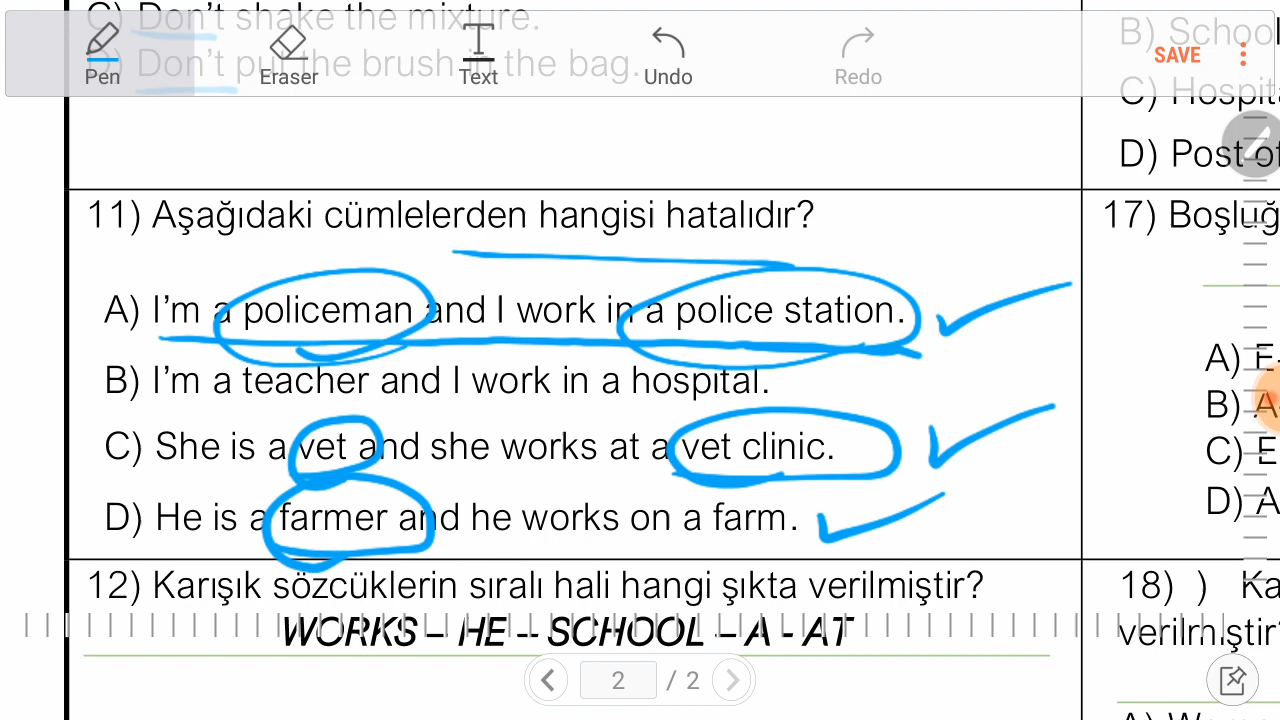 C) Don't shake the mixture.
D) Don't put the brush in the bag.
Pen
Eraser
Text
Undo
Redo
SAVE
B) School
C) Hospit
D) Post of
11) Aşağıdaki cümlelerden hangisi hatalıdır?
A) I'm a policeman and I work in a police station.
B) I'm a teacher and I work in a hospital.
C) She is a vet and she works at a vet clinic.
D) He is a farmer and he works on a farm.
17) Boşluğ
A) E
B) A
C) E
D) A
12) Karışık sözcüklerin sıralı hali hangi şıkta verilmiştir?
WORKS – HE – SCHOOL – A - AT
18) ) Ka
verilmiştir?
2 / 2